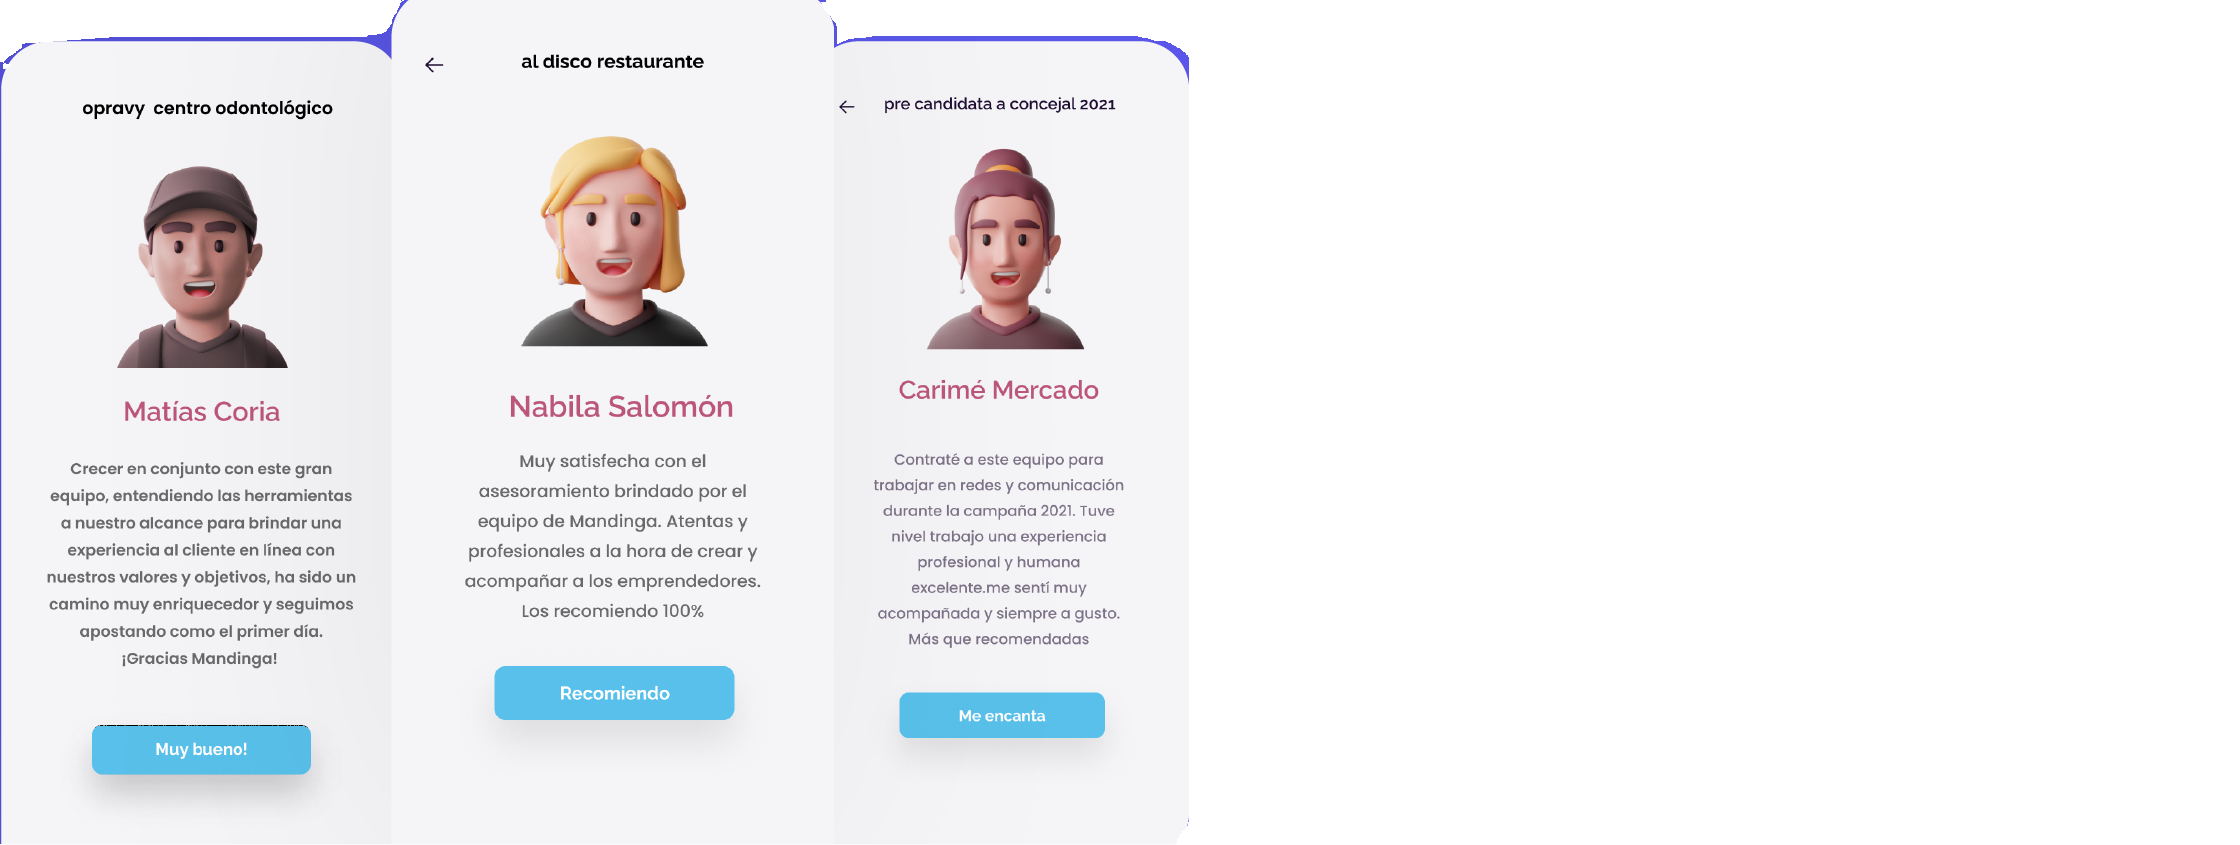 opravy centro odontológico
Matías Coria
Crecer en conjunto con este gran
equipo, entendiendo las herramientas
a nuestro alcance para brindar una
experiencia al cliente en línea con
nuestros valores y objetivos, ha sido un
camino muy enriquecedor y seguimos
apostando como el primer día.
¡Gracias Mandinga!
Muy bueno!
al disco restaurante
Nabila Salomón
Muy satisfecha con el
asesoramiento brindado por el
equipo de Mandinga. Atentas y
profesionales a la hora de crear y
acompañar a los emprendedores.
Los recomiendo 100%
Recomiendo
pre candidata a concejal 2021
Carimé Mercado
Contraté a este equipo para
trabajar en redes y comunicación
durante la campaña 2021. Tuve
nivel trabajo una experiencia
profesional y humana
excelente.me sentí muy
acompañada y siempre a gusto.
Más que recomendadas
Me encanta